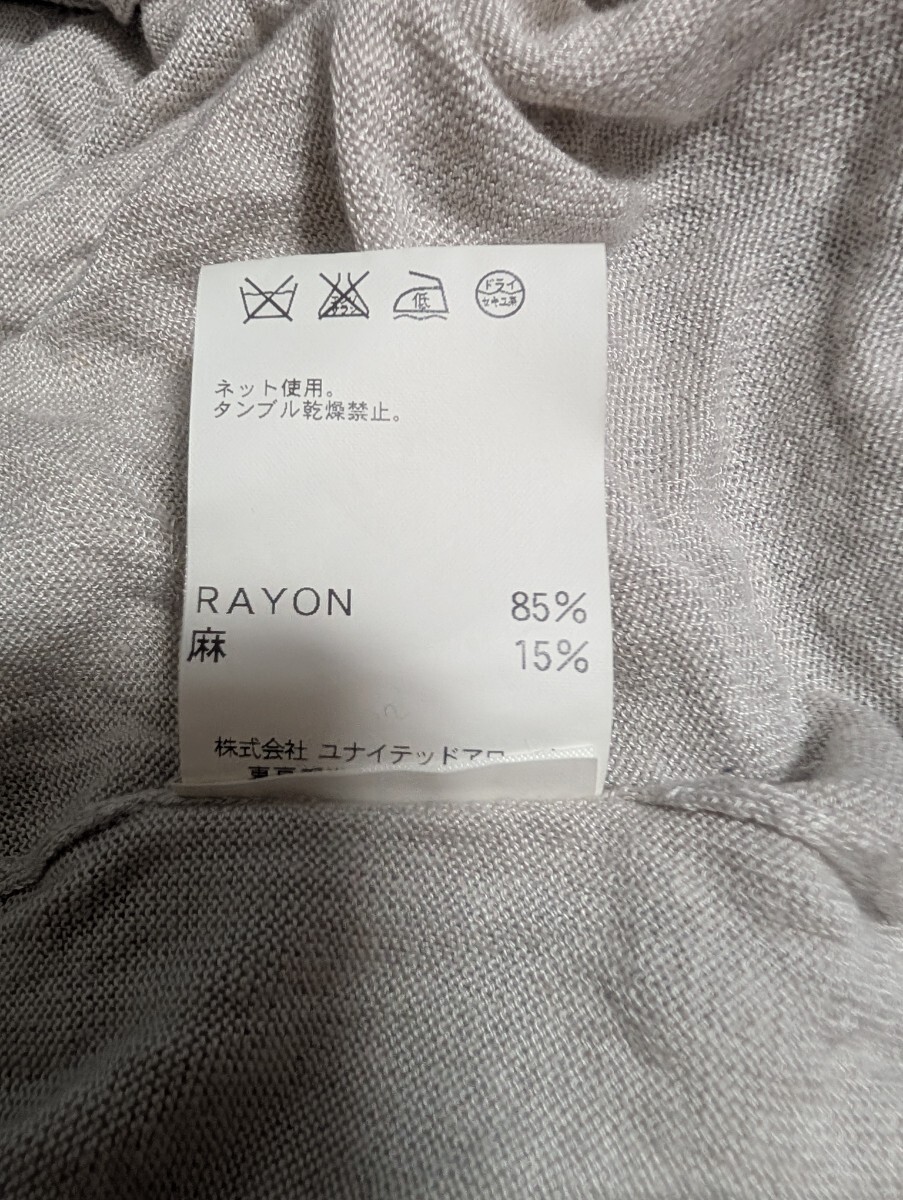 低
ドライ
セキユ系
ネット使用。
タンブル乾燥禁止。
RAYON 85%
麻 15%
株式会社 ユナイテッドアロ